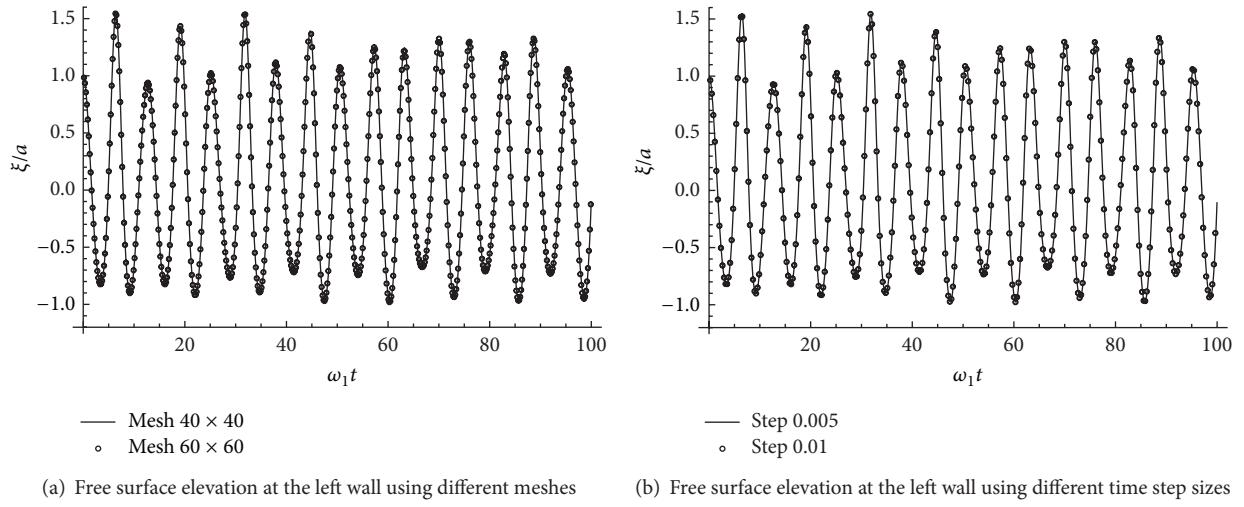 (a)
1.5
1.0
0.5
0.0
−0.5
−1.0
ξ/a
20
40
60
80
100
ω₁t
Mesh 40 × 40
Mesh 60 × 60
(a) Free surface elevation at the left wall using different meshes
(b)
1.5
1.0
0.5
0.0
−0.5
−1.0
ξ/a
20
40
60
80
100
ω₁t
Step 0.005
Step 0.01
(b) Free surface elevation at the left wall using different time step sizes